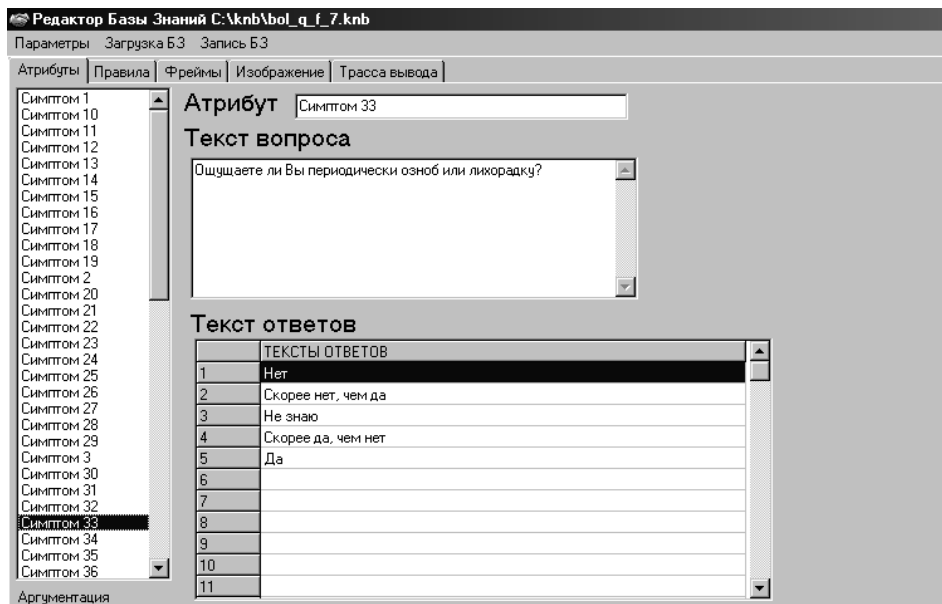 Редактор Базы Знаний C:\knb\bol_q_f_7.knb
Параметры Загрузка БЗ Запись БЗ
Атрибуты Правила Фреймы Изображение Трасса вывода
Симптом 1
Симптом 10
Симптом 11
Симптом 12
Симптом 13
Симптом 14
Симптом 15
Симптом 16
Симптом 17
Симптом 18
Симптом 19
Симптом 2
Симптом 20
Симптом 21
Симптом 22
Симптом 23
Симптом 24
Симптом 25
Симптом 26
Симптом 27
Симптом 28
Симптом 29
Симптом 3
Симптом 30
Симптом 31
Симптом 32
Симптом 33
Симптом 34
Симптом 35
Симптом 36
Аргументация
Атрибут Симптом 33
Текст вопроса
Ощущаете ли Вы периодически озноб или лихорадку?
Текст ответов
ТЕКСТЫ ОТВЕТОВ
1 Нет
2 Скорее нет, чем да
3 Не знаю
4 Скорее да, чем нет
5 Да
6
7
8
9
10
11